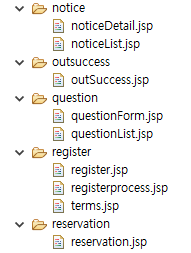 notice
noticeDetail.jsp
noticeList.jsp
outsuccess
outSuccess.jsp
question
questionForm.jsp
questionList.jsp
register
register.jsp
registerprocess.jsp
terms.jsp
reservation
reservation.jsp